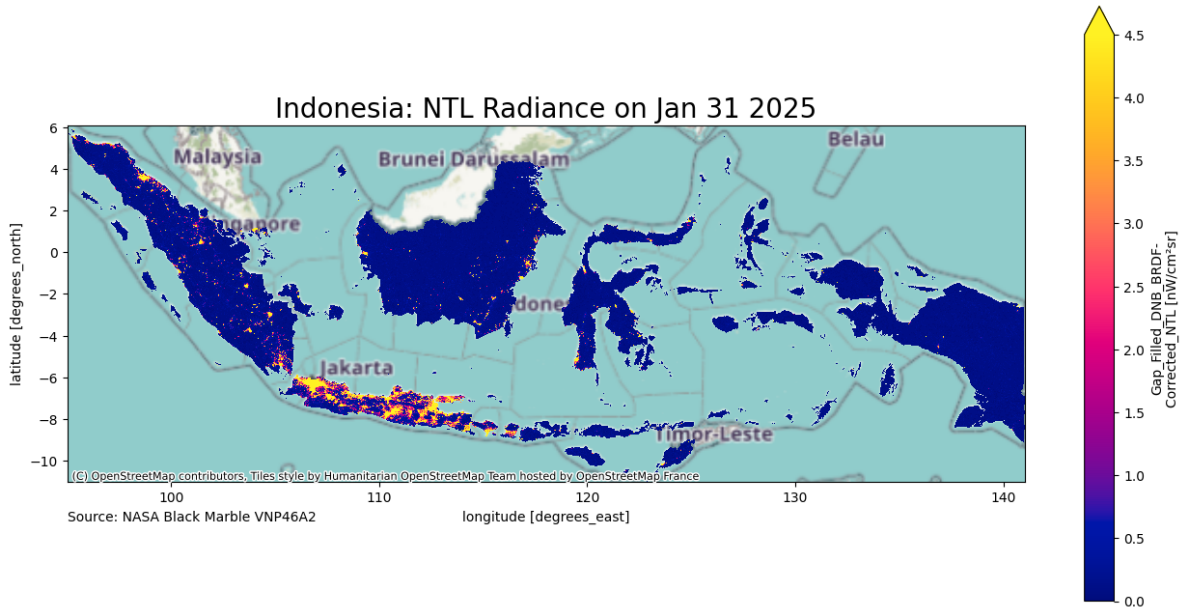 Indonesia: NTL Radiance on Jan 31 2025
6
4
2
0
−2
−4
−6
−8
−10
latitude [degrees_north]
Malaysia
Brunei Darussalam
Belau
Jakarta
Timor-Leste
(C) OpenStreetMap contributors, Tiles style by Humanitarian OpenStreetMap Team hosted by OpenStreetMap France
100
110
120
130
140
Source: NASA Black Marble VNP46A2
longitude [degrees_east]
4.5
4.0
3.5
3.0
2.5
2.0
1.5
1.0
0.5
0.0
Gap_Filled_DNB_BRDF-
Corrected_NTL [nW/cm²sr]